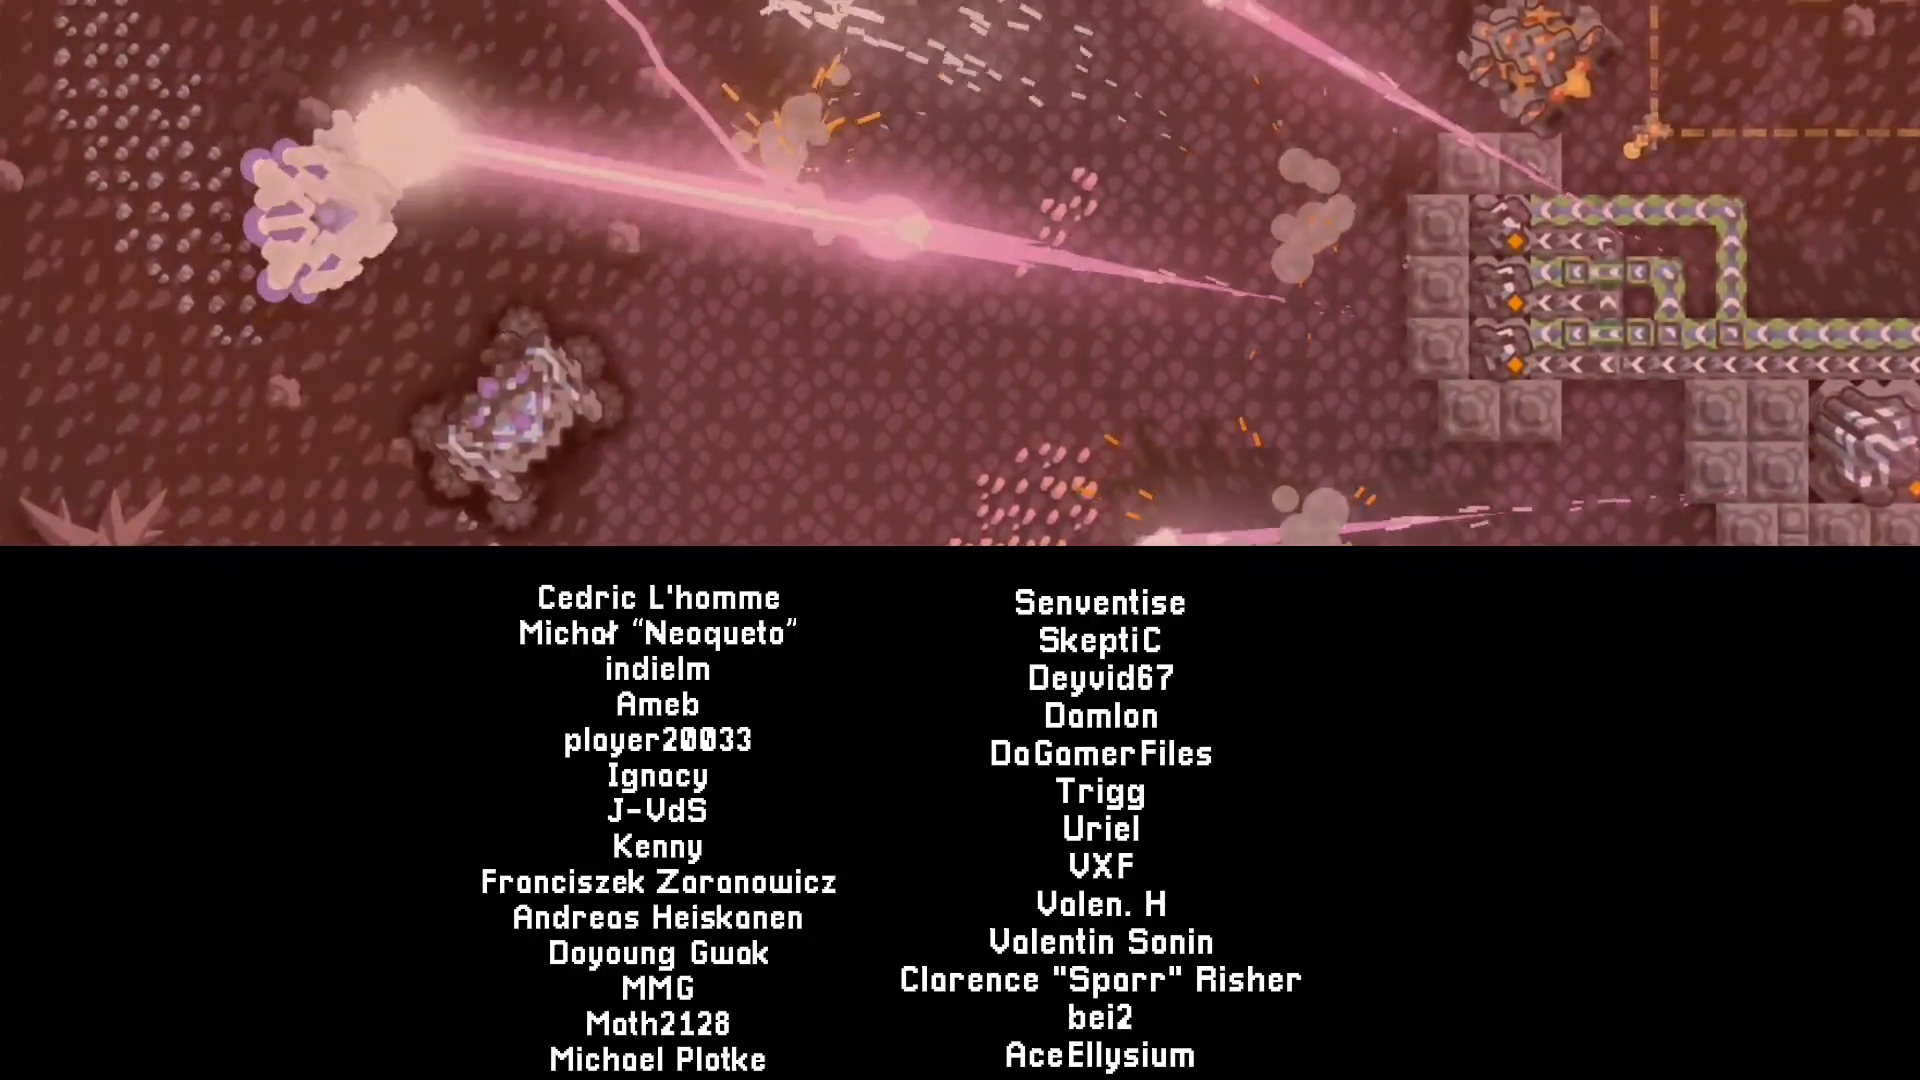 Cedric L'homme
Michał “Neoqueto”
indielm
Ameb
player20033
Ignacy
J-VdS
Kenny
Franciszek Zaranowicz
Andreas Heiskanen
Doyoung Gwak
MMG
Math2128
Michael Plotke
Senventise
SkeptiC
Deyvid67
Damlon
DaGamerFiles
Trigg
Uriel
VXF
Valen. H
Valentin Sonin
Clarence "Sparr" Risher
bei2
AceEllysium